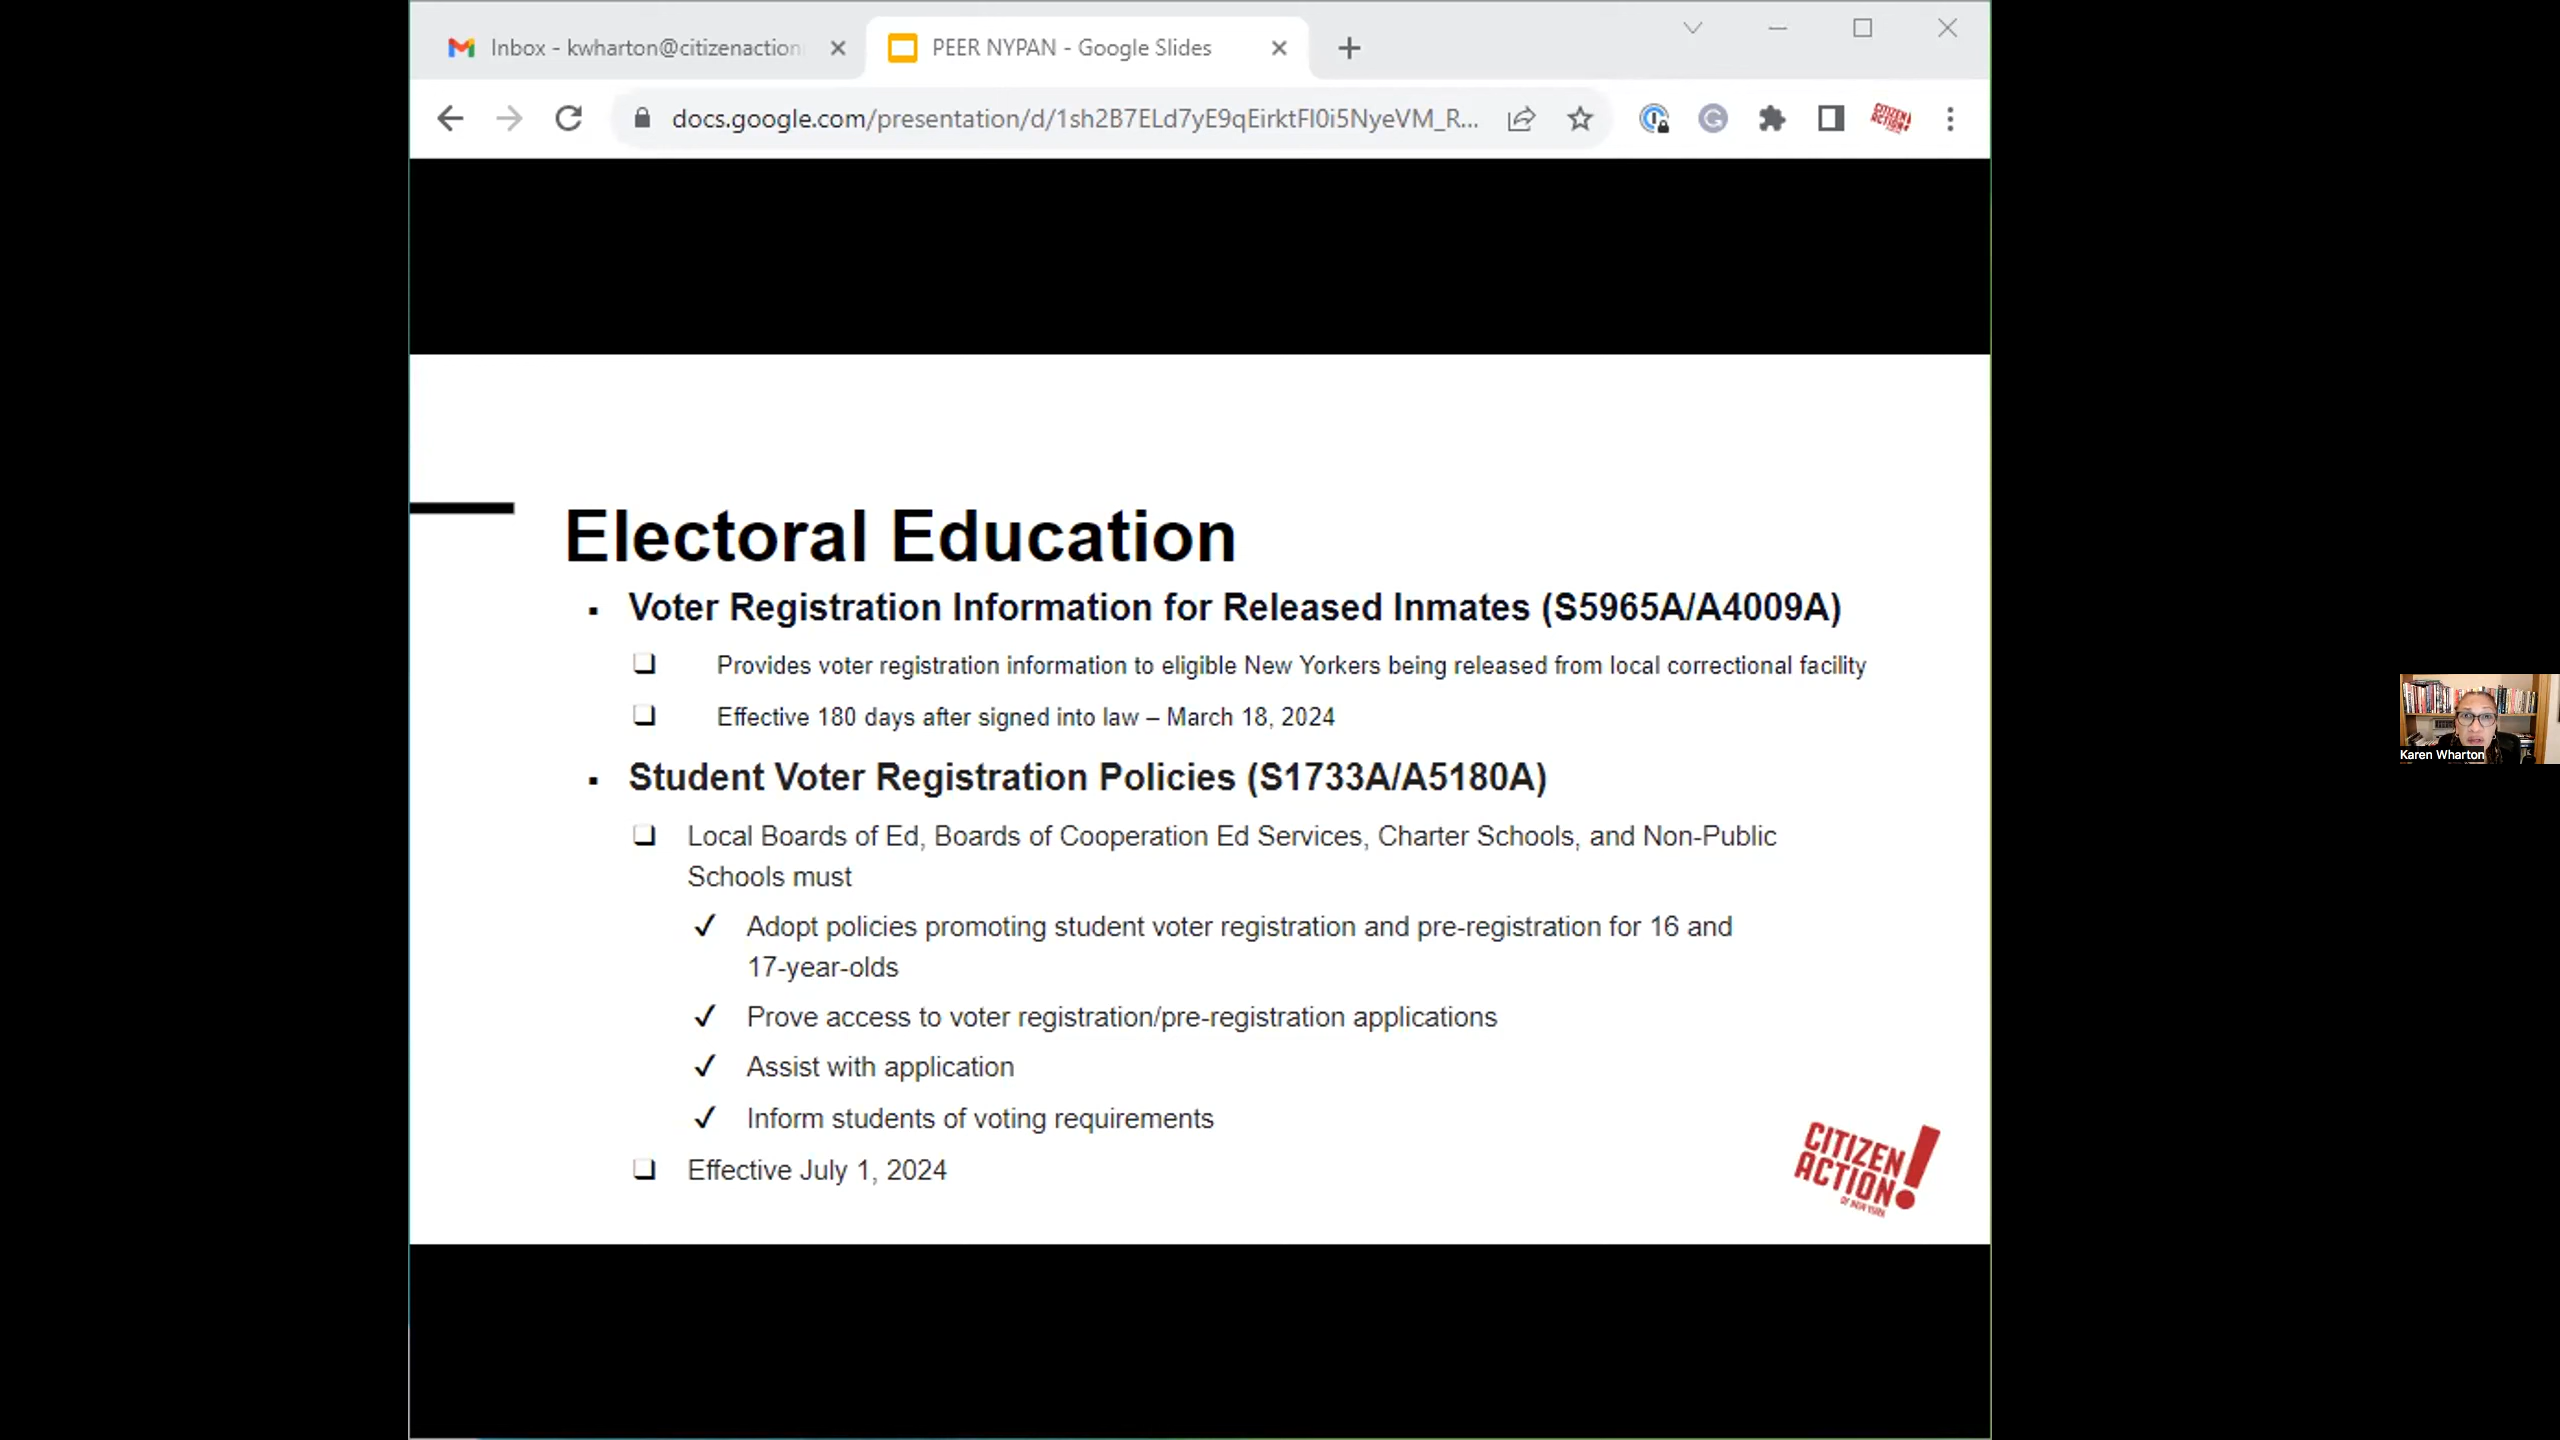 Inbox - kwharton@citizenaction
PEER NYPAN - Google Slides
docs.google.com/presentation/d/1sh2B7ELd7yE9qEirktFI0i5NyeVM_R...
Electoral Education
▪ Voter Registration Information for Released Inmates (S5965A/A4009A)
❏ Provides voter registration information to eligible New Yorkers being released from local correctional facility
❏ Effective 180 days after signed into law – March 18, 2024
▪ Student Voter Registration Policies (S1733A/A5180A)
❏ Local Boards of Ed, Boards of Cooperation Ed Services, Charter Schools, and Non-Public
Schools must
✓ Adopt policies promoting student voter registration and pre-registration for 16 and
17-year-olds
✓ Prove access to voter registration/pre-registration applications
✓ Assist with application
✓ Inform students of voting requirements
❏ Effective July 1, 2024
CITIZEN
ACTION!
OF NEW YORK
Karen Wharton